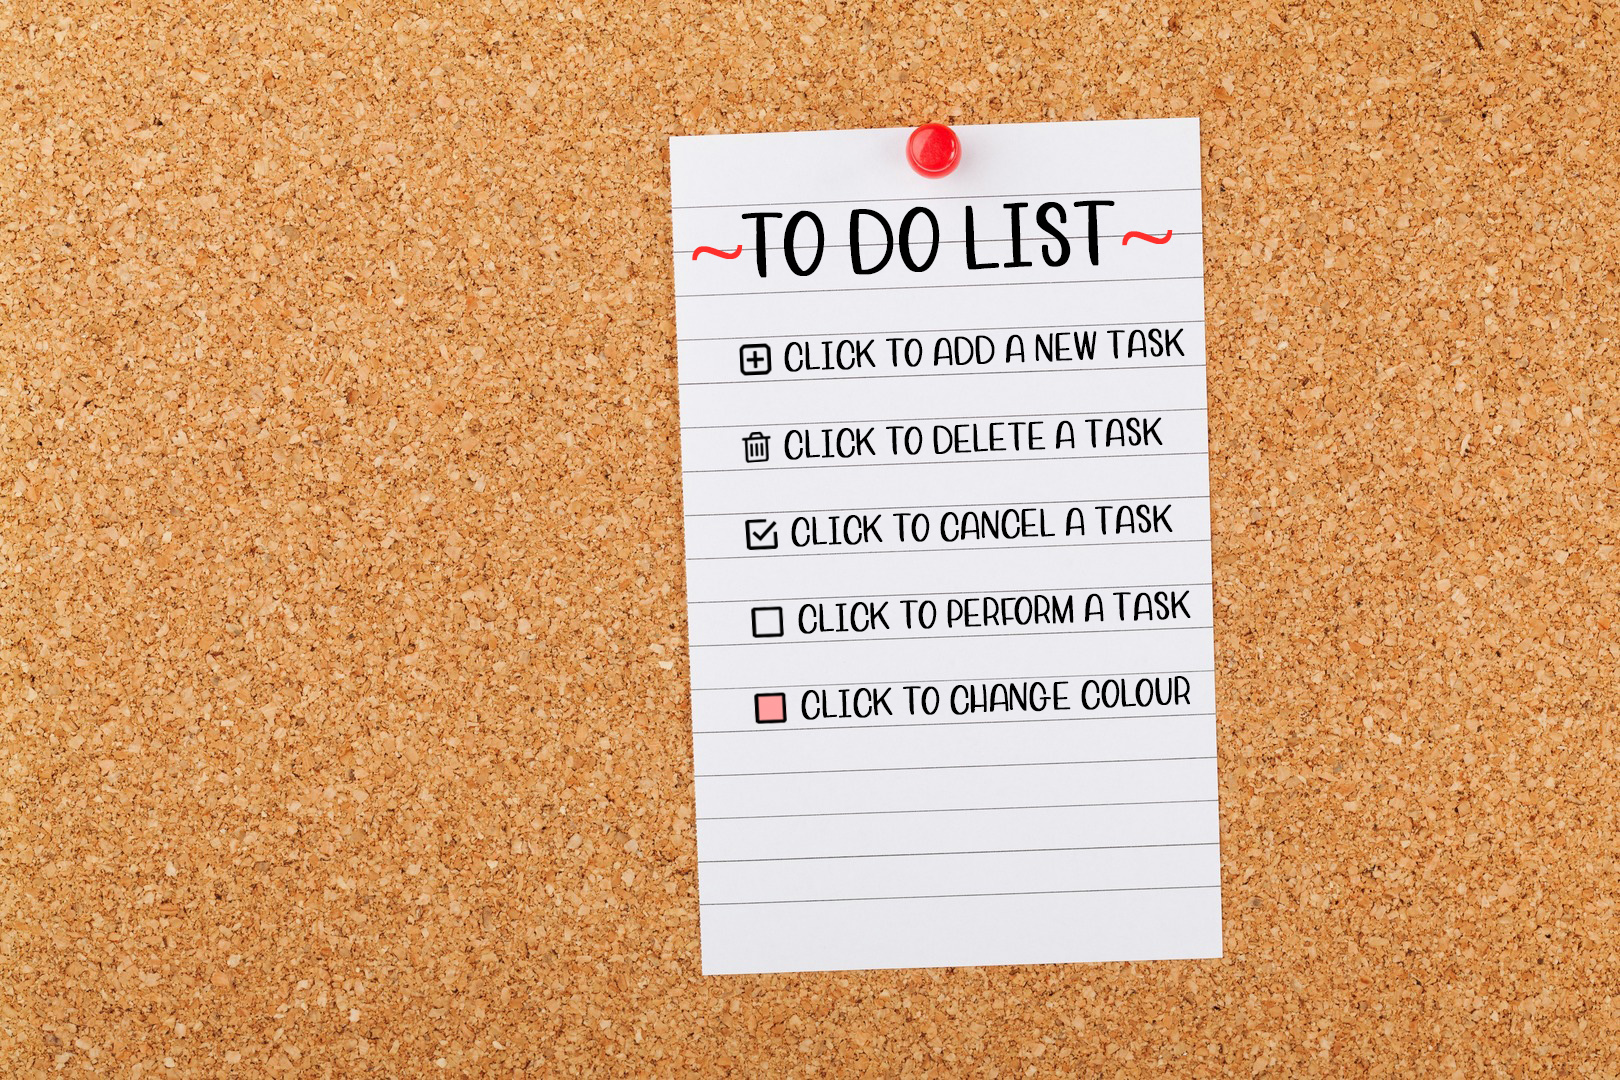 ~TO DO LIST~
CLICK TO ADD A NEW TASK
CLICK TO DELETE A TASK
CLICK TO CANCEL A TASK
CLICK TO PERFORM A TASK
CLICK TO CHANGE COLOUR